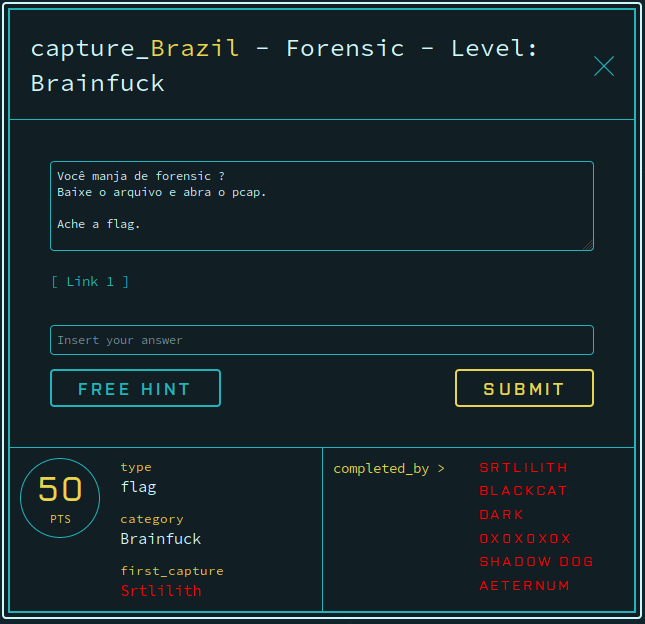 capture_Brazil - Forensic - Level:
Brainfuck
Você manja de forensic ?
Baixe o arquivo e abra o pcap.
Ache a flag.
[ Link 1 ]
Insert your answer
FREE HINT
SUBMIT
50
PTS
type
flag
category
Brainfuck
first_capture
Srtlilith
completed_by >
SRTLILITH
BLACKCAT
DARK
0X0X0X0X
SHADOW DOG
AETERNUM